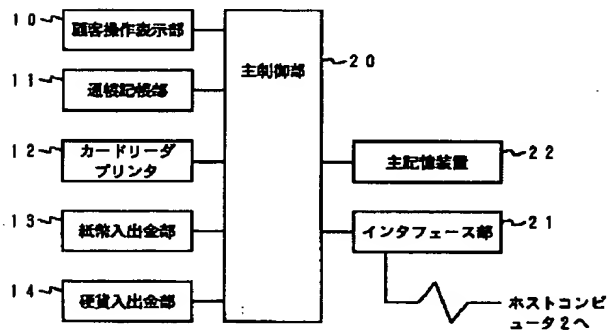 10
顧客操作表示部
11
通帳記帳部
12
カードリーダ
プリンタ
13
紙幣入出金部
14
硬貨入出金部
主制御部
20
主記憶装置
22
インタフェース部
21
ホストコンピ
ュータ2へ